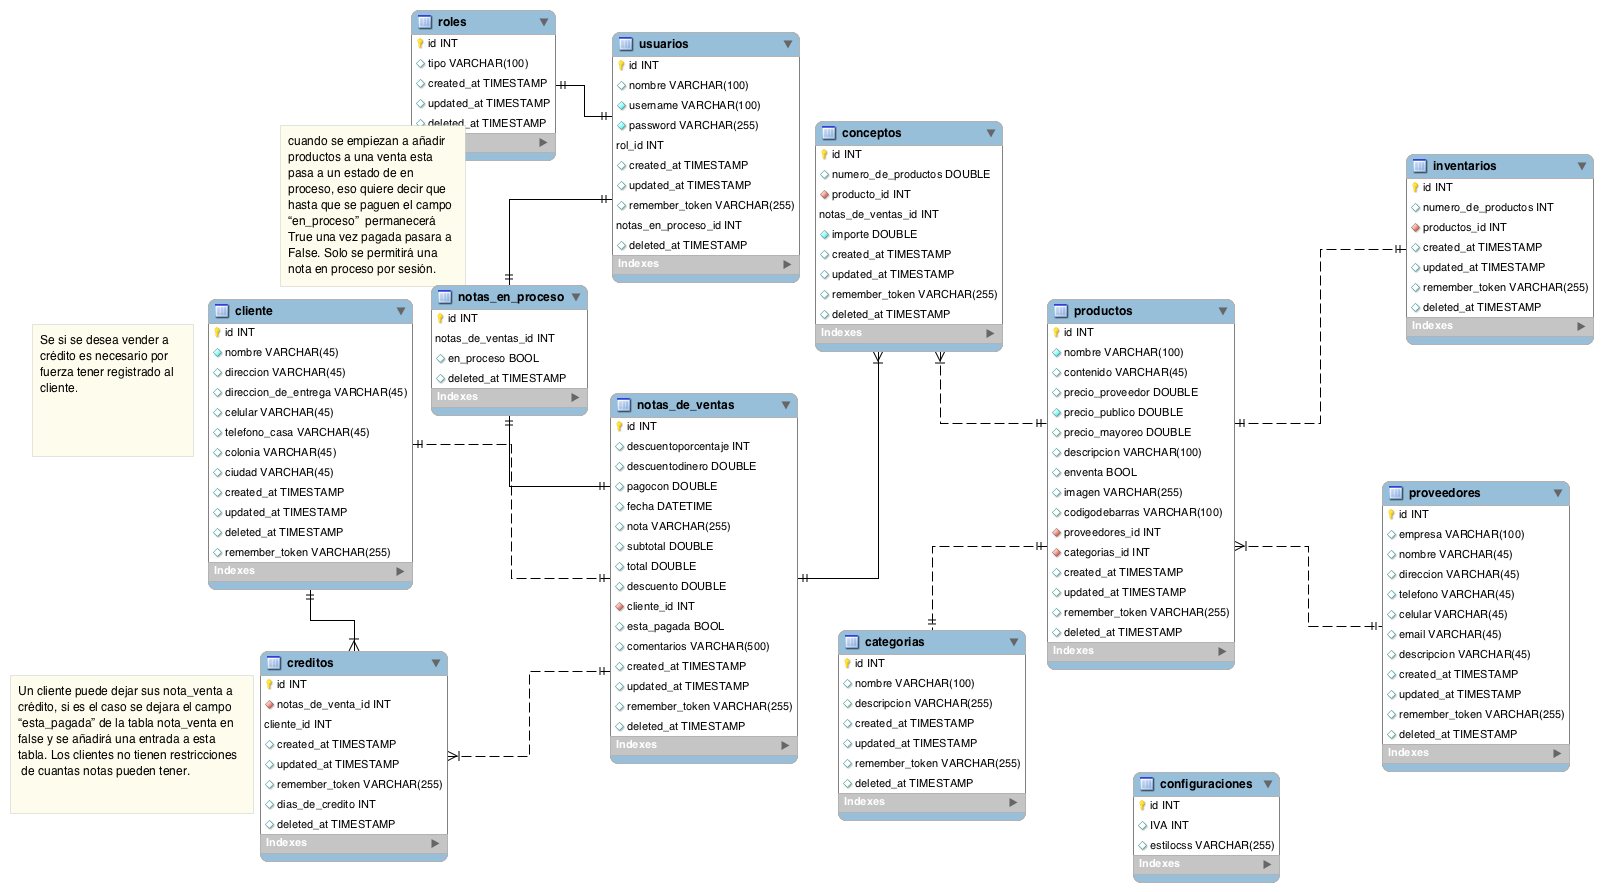 roles
id INT
tipo VARCHAR(100)
created_at TIMESTAMP
updated_at TIMESTAMP
deleted_at TIMESTAMP
usuarios
id INT
nombre VARCHAR(100)
username VARCHAR(100)
password VARCHAR(255)
rol_id INT
created_at TIMESTAMP
updated_at TIMESTAMP
remember_token VARCHAR(255)
notas_en_proceso_id INT
deleted_at TIMESTAMP
Indexes
cuando se empiezan a añadir
productos a una venta esta
pasa a un estado de en
proceso, eso quiere decir que
hasta que se paguen el campo
“en_proceso” permanecerá
True una vez pagada pasara a
False. Solo se permitirá una
nota en proceso por sesión.
conceptos
id INT
numero_de_productos DOUBLE
producto_id INT
notas_de_ventas_id INT
importe DOUBLE
created_at TIMESTAMP
updated_at TIMESTAMP
remember_token VARCHAR(255)
deleted_at TIMESTAMP
Indexes
inventarios
id INT
numero_de_productos INT
productos_id INT
created_at TIMESTAMP
updated_at TIMESTAMP
remember_token VARCHAR(255)
deleted_at TIMESTAMP
Indexes
Se si se desea vender a
crédito es necesario por
fuerza tener registrado al
cliente.
cliente
id INT
nombre VARCHAR(45)
direccion VARCHAR(45)
direccion_de_entrega VARCHAR(45)
celular VARCHAR(45)
telefono_casa VARCHAR(45)
colonia VARCHAR(45)
ciudad VARCHAR(45)
created_at TIMESTAMP
updated_at TIMESTAMP
deleted_at TIMESTAMP
remember_token VARCHAR(255)
Indexes
notas_en_proceso
id INT
notas_de_ventas_id INT
en_proceso BOOL
deleted_at TIMESTAMP
Indexes
notas_de_ventas
id INT
descuentoporcentaje INT
descuentodinero DOUBLE
pagocon DOUBLE
fecha DATETIME
nota VARCHAR(255)
subtotal DOUBLE
total DOUBLE
descuento DOUBLE
cliente_id INT
esta_pagada BOOL
comentarios VARCHAR(500)
created_at TIMESTAMP
updated_at TIMESTAMP
remember_token VARCHAR(255)
deleted_at TIMESTAMP
Indexes
productos
id INT
nombre VARCHAR(100)
contenido VARCHAR(45)
precio_proveedor DOUBLE
precio_publico DOUBLE
precio_mayoreo DOUBLE
descripcion VARCHAR(100)
enventa BOOL
imagen VARCHAR(255)
codigodebarras VARCHAR(100)
proveedores_id INT
categorias_id INT
created_at TIMESTAMP
updated_at TIMESTAMP
remember_token VARCHAR(255)
deleted_at TIMESTAMP
Indexes
proveedores
id INT
empresa VARCHAR(100)
nombre VARCHAR(45)
direccion VARCHAR(45)
telefono VARCHAR(45)
celular VARCHAR(45)
email VARCHAR(45)
descripcion VARCHAR(45)
created_at TIMESTAMP
updated_at TIMESTAMP
remember_token VARCHAR(255)
deleted_at TIMESTAMP
Indexes
Un cliente puede dejar sus nota_venta a
crédito, si es el caso se dejara el campo
“esta_pagada” de la tabla nota_venta en
false y se añadirá una entrada a esta
tabla. Los clientes no tienen restricciones
de cuantas notas pueden tener.
creditos
id INT
notas_de_venta_id INT
cliente_id INT
created_at TIMESTAMP
updated_at TIMESTAMP
remember_token VARCHAR(255)
dias_de_credito INT
deleted_at TIMESTAMP
Indexes
categorias
id INT
nombre VARCHAR(100)
descripcion VARCHAR(255)
created_at TIMESTAMP
updated_at TIMESTAMP
remember_token VARCHAR(255)
deleted_at TIMESTAMP
Indexes
configuraciones
id INT
IVA INT
estilocss VARCHAR(255)
Indexes